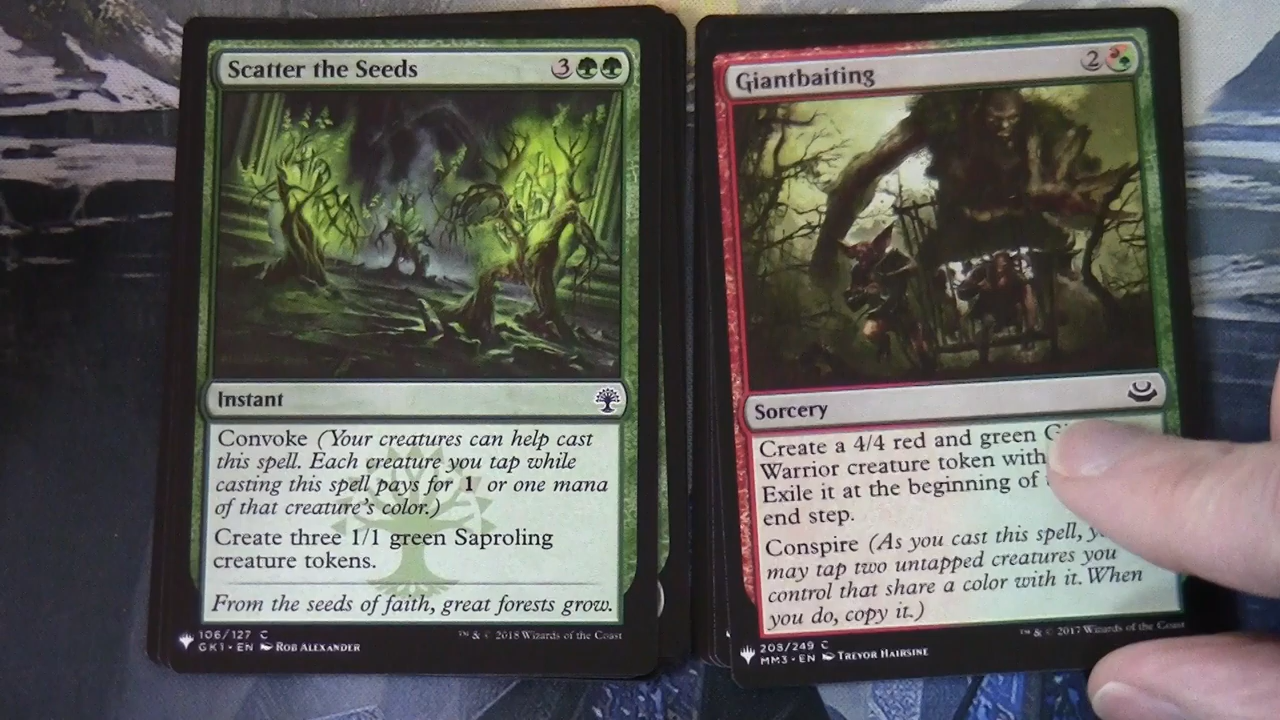 Scatter the Seeds 3
Instant
Convoke (Your creatures can help cast
this spell. Each creature you tap while
casting this spell pays for 1 or one mana
of that creature's color.)
Create three 1/1 green Saproling
creature tokens.
From the seeds of faith, great forests grow.
106/127 C
GK1 • EN ROB ALEXANDER
™ & © 2018 Wizards of the Coast
Giantbaiting 2
Sorcery
Create a 4/4 red and green
Warrior creature token with
Exile it at the beginning of
end step.
Conspire (As you cast this spell,
may tap two untapped creatures you
control that share a color with it. When
you do, copy it.)
208/249 C
MM3 • EN TREVOR HAIRSINE
™ & © 2017 Wizards of the Coast